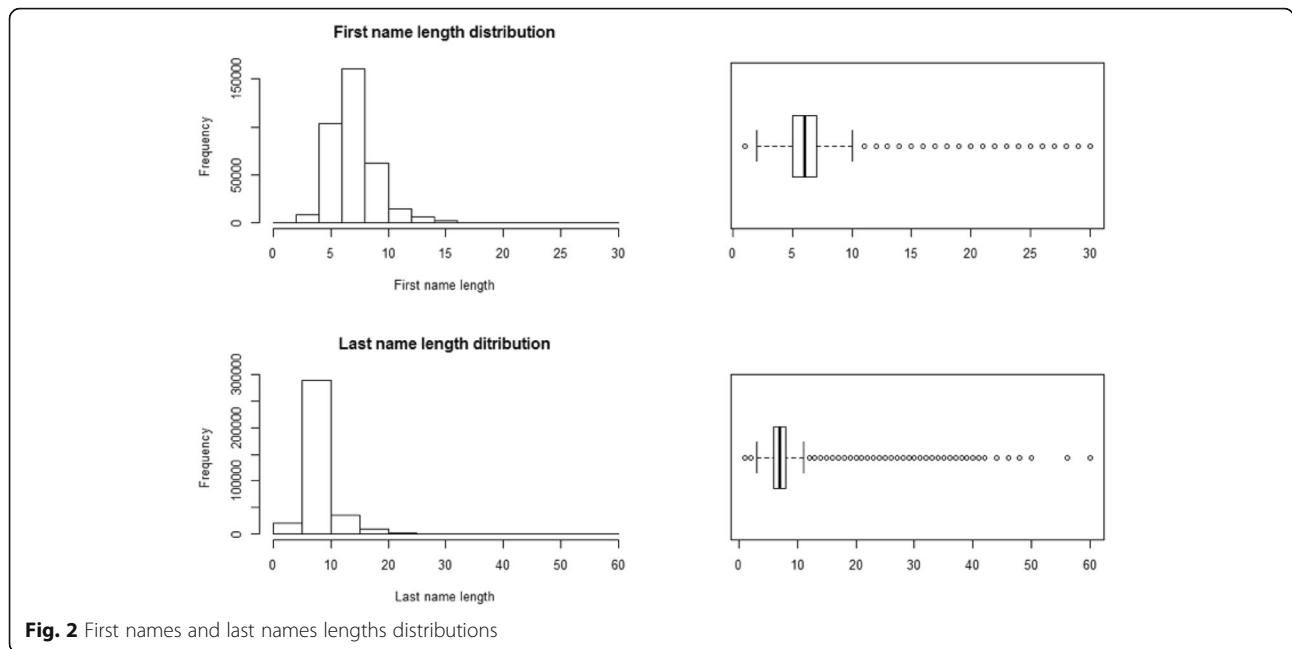 First name length distribution
150000
50000
0
Frequency
0 5 10 15 20 25 30
First name length
0 5 10 15 20 25 30
Last name length ditribution
300000
200000
100000
0
Frequency
0 10 20 30 40 50 60
Last name length
0 10 20 30 40 50 60
Fig. 2 First names and last names lengths distributions